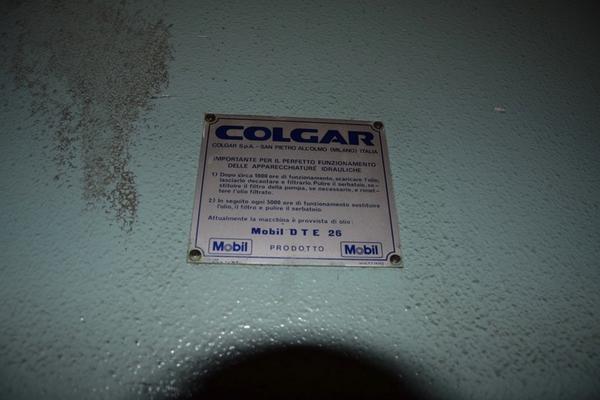 COLGAR
COLGAR S.p.A. - SAN PIETRO ALL'OLMO (MILANO) ITALIA
IMPORTANTE PER IL PERFETTO FUNZIONAMENTO
DELLE APPARECCHIATURE IDRAULICHE
1) Dopo circa 1000 ore di funzionamento, scaricare l'olio,
lasciarlo decantare e filtrarlo. Pulire il serbatoio, so-
stituire il filtro della pompa, se necessario, e rimet-
tere l'olio filtrato.
2) In seguito ogni 5000 ore di funzionamento sostituire
l'olio, il filtro e pulire il serbatoio.
Attualmente la macchina è provvista di olio:
Mobil DTE 26
Mobil PRODOTTO Mobil